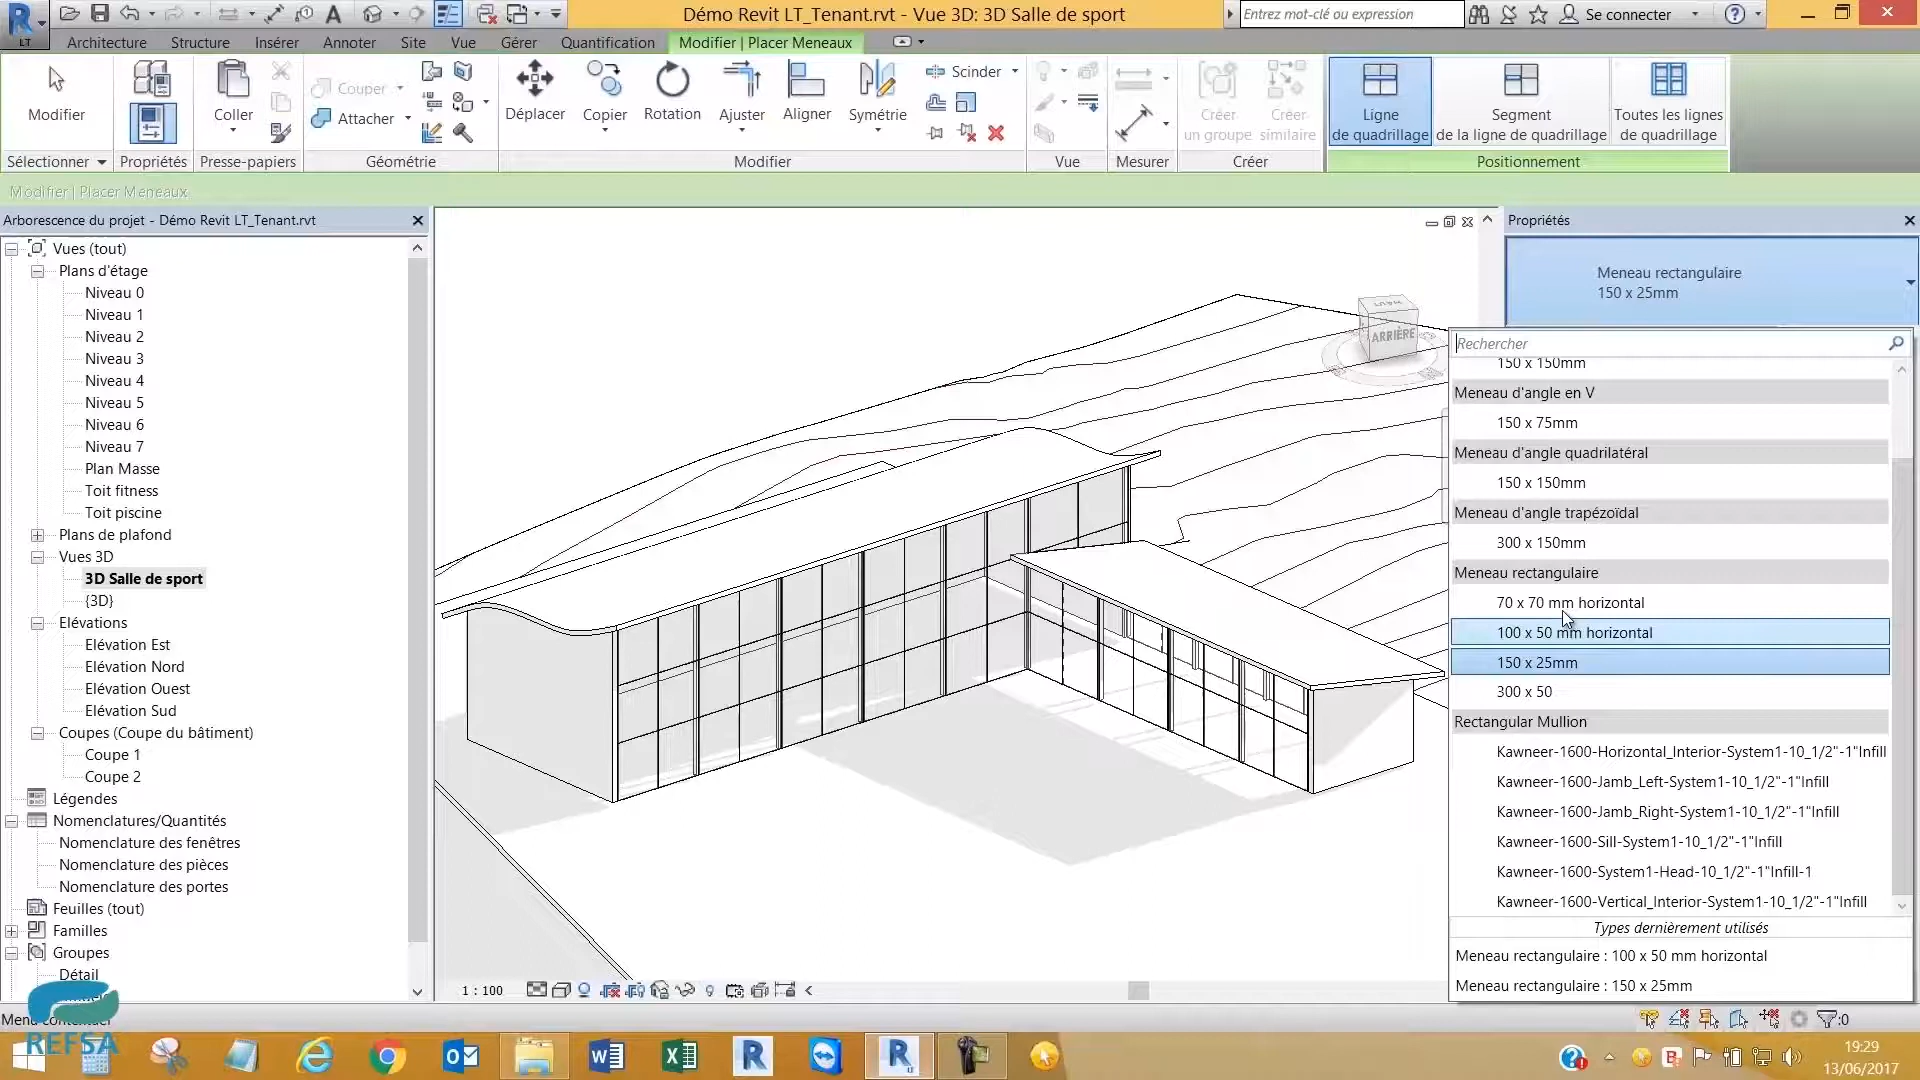 Démo Revit LT_Tenant.rvt - Vue 3D: 3D Salle de sport
Entrez mot-clé ou expression
Se connecter
LT
Architecture
Structure
Insérer
Annoter
Site
Vue
Gérer
Quantification
Modifier | Placer Meneaux
Modifier
Coller
Couper
Attacher
Déplacer
Copier
Rotation
Ajuster
Aligner
Symétrie
Scinder
Créer
un groupe
Créer
similaire
Ligne
de quadrillage
Segment
de la ligne de quadrillage
Toutes les lignes
de quadrillage
Sélectionner
Propriétés
Presse-papiers
Géométrie
Modifier
Vue
Mesurer
Créer
Positionnement
Modifier | Placer Meneaux
Arborescence du projet - Démo Revit LT_Tenant.rvt
Vues (tout)
Plans d'étage
Niveau 0
Niveau 1
Niveau 2
Niveau 3
Niveau 4
Niveau 5
Niveau 6
Niveau 7
Plan Masse
Toit fitness
Toit piscine
Plans de plafond
Vues 3D
3D Salle de sport
{3D}
Elévations
Elévation Est
Elévation Nord
Elévation Ouest
Elévation Sud
Coupes (Coupe du bâtiment)
Coupe 1
Coupe 2
Légendes
Nomenclatures/Quantités
Nomenclature des fenêtres
Nomenclature des pièces
Nomenclature des portes
Feuilles (tout)
Familles
Groupes
Détail
HAUT
ARRIÈRE
1 : 100
Propriétés
Meneau rectangulaire
150 x 25mm
Rechercher
150 x 150mm
Meneau d'angle en V
150 x 75mm
Meneau d'angle quadrilatéral
150 x 150mm
Meneau d'angle trapézoïdal
300 x 150mm
Meneau rectangulaire
70 x 70 mm horizontal
100 x 50 mm horizontal
150 x 25mm
300 x 50
Rectangular Mullion
Kawneer-1600-Horizontal_Interior-System1-10_1/2"-1"Infill
Kawneer-1600-Jamb_Left-System1-10_1/2"-1"Infill
Kawneer-1600-Jamb_Right-System1-10_1/2"-1"Infill
Kawneer-1600-Sill-System1-10_1/2"-1"Infill
Kawneer-1600-System1-Head-10_1/2"-1"Infill-1
Kawneer-1600-Vertical_Interior-System1-10_1/2"-1"Infill
Types dernièrement utilisés
Meneau rectangulaire : 100 x 50 mm horizontal
Meneau rectangulaire : 150 x 25mm
Menu
:0
REFSA
19:29
13/06/2017